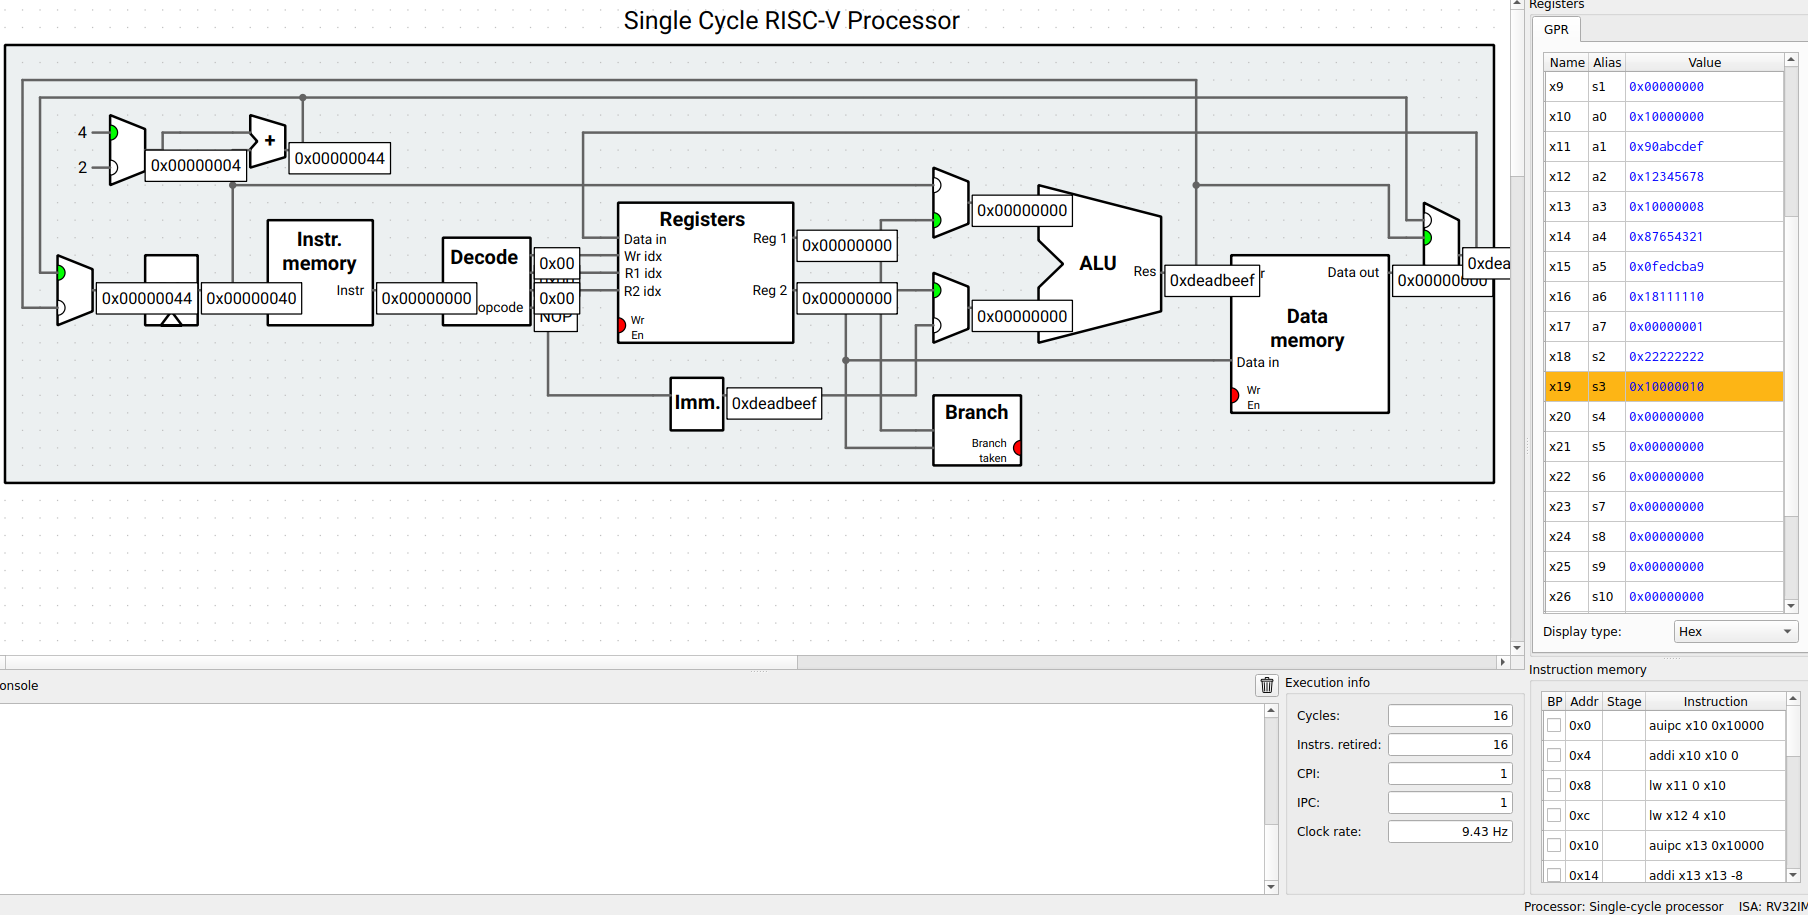 Single Cycle RISC-V Processor
4
2
0x00000004
+
0x00000044
0x00000044
0x00000040
Instr.
memory
Instr
0x00000000
Decode
opcode
0x00
0x00
NOP
Registers
Data in
Wr idx
R1 idx
R2 idx
Wr
En
Reg 1
Reg 2
0x00000000
0x00000000
Imm.
0xdeadbeef
0x00000000
0x00000000
ALU
Res
0xdeadbeef
Branch
Branch
taken
r
Data out
Data
memory
Data in
Wr
En
0x00000000
0xdea
Registers
GPR
Name Alias Value
x9 s1 0x00000000
x10 a0 0x10000000
x11 a1 0x90abcdef
x12 a2 0x12345678
x13 a3 0x10000008
x14 a4 0x87654321
x15 a5 0x0fedcba9
x16 a6 0x18111110
x17 a7 0x00000001
x18 s2 0x22222222
x19 s3 0x10000010
x20 s4 0x00000000
x21 s5 0x00000000
x22 s6 0x00000000
x23 s7 0x00000000
x24 s8 0x00000000
x25 s9 0x00000000
x26 s10 0x00000000
Display type: Hex
onsole
Execution info
Cycles: 16
Instrs. retired: 16
CPI: 1
IPC: 1
Clock rate: 9.43 Hz
Instruction memory
BP Addr Stage Instruction
0x0 auipc x10 0x10000
0x4 addi x10 x10 0
0x8 lw x11 0 x10
0xc lw x12 4 x10
0x10 auipc x13 0x10000
0x14 addi x13 x13 -8
Processor: Single-cycle processor ISA: RV32IM